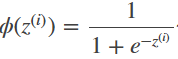 ϕ(z⁽ⁱ⁾) = 1 / (1 + e^(−z⁽ⁱ⁾))